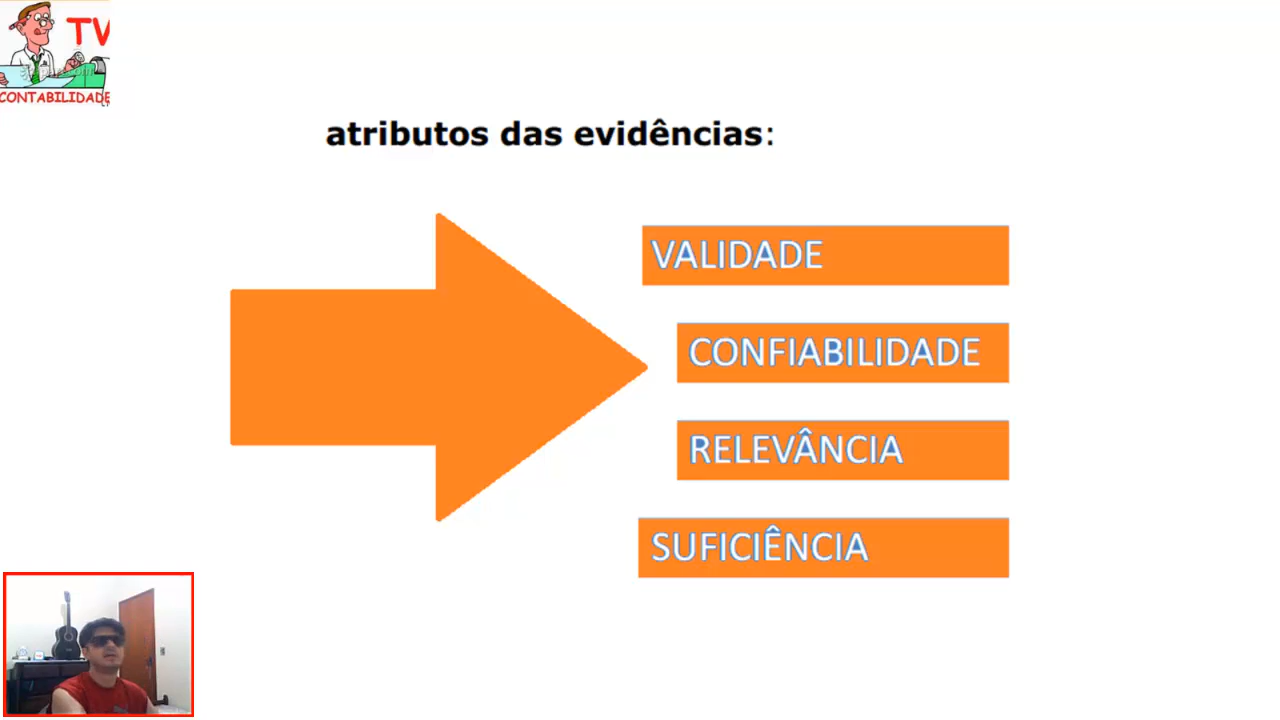 TV
CONTABILIDADE
atributos das evidências:
VALIDADE
CONFIABILIDADE
RELEVÂNCIA
SUFICIÊNCIA